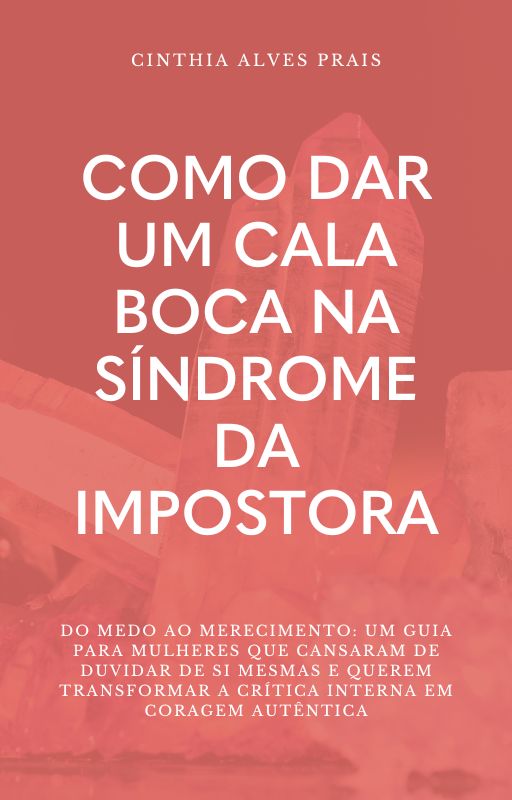 CINTHIA ALVES PRAIS
COMO DAR
UM CALA
BOCA NA
SÍNDROME
DA
IMPOSTORA
DO MEDO AO MERECIMENTO: UM GUIA
PARA MULHERES QUE CANSARAM DE
DUVIDAR DE SI MESMAS E QUEREM
TRANSFORMAR A CRÍTICA INTERNA EM
CORAGEM AUTÊNTICA